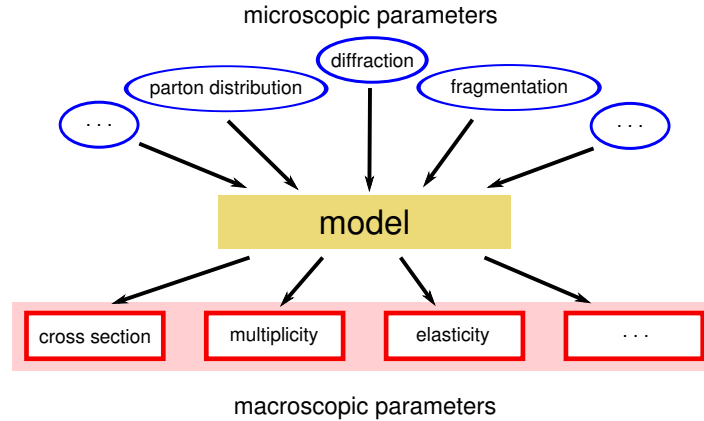 microscopic parameters
diffraction
parton distribution
fragmentation
. . .
. . .
model
cross section
multiplicity
elasticity
. . .
macroscopic parameters